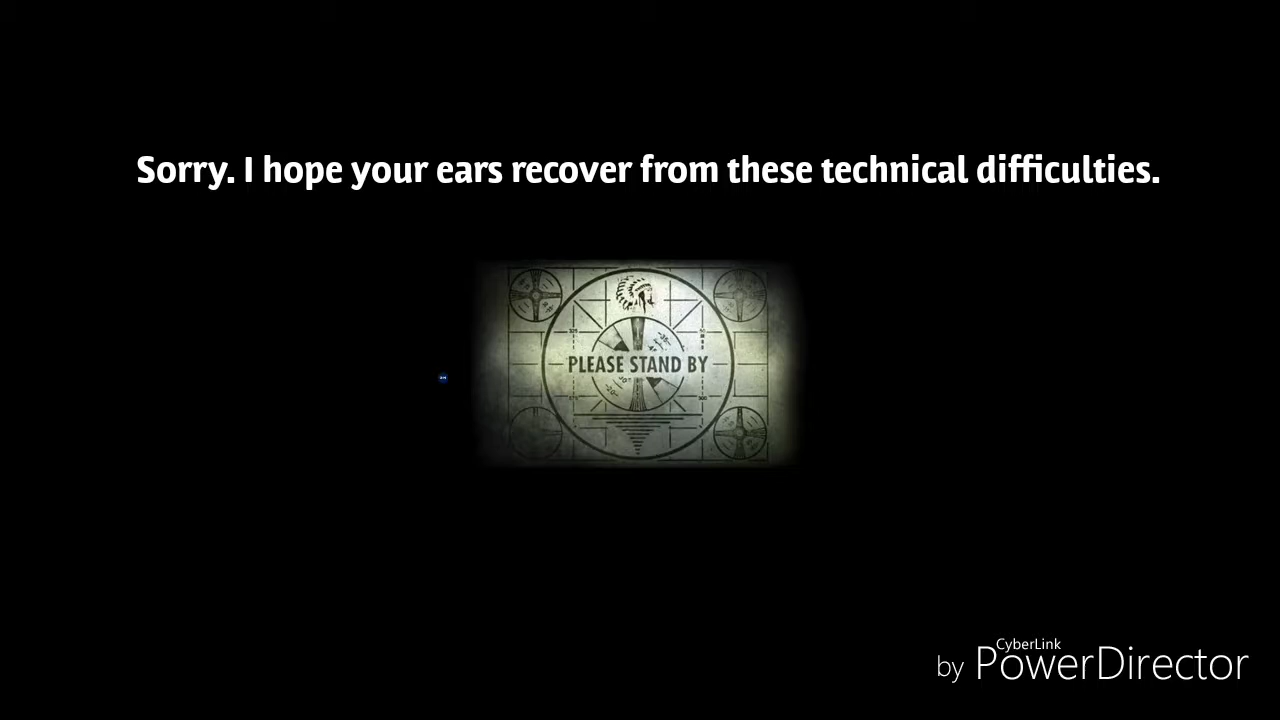 Sorry. I hope your ears recover from these technical difficulties.
PLEASE STAND BY
CyberLink
by PowerDirector